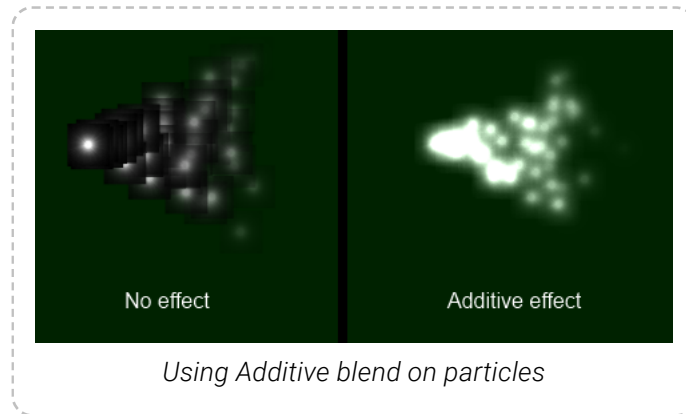 No effect
Additive effect
Using Additive blend on particles